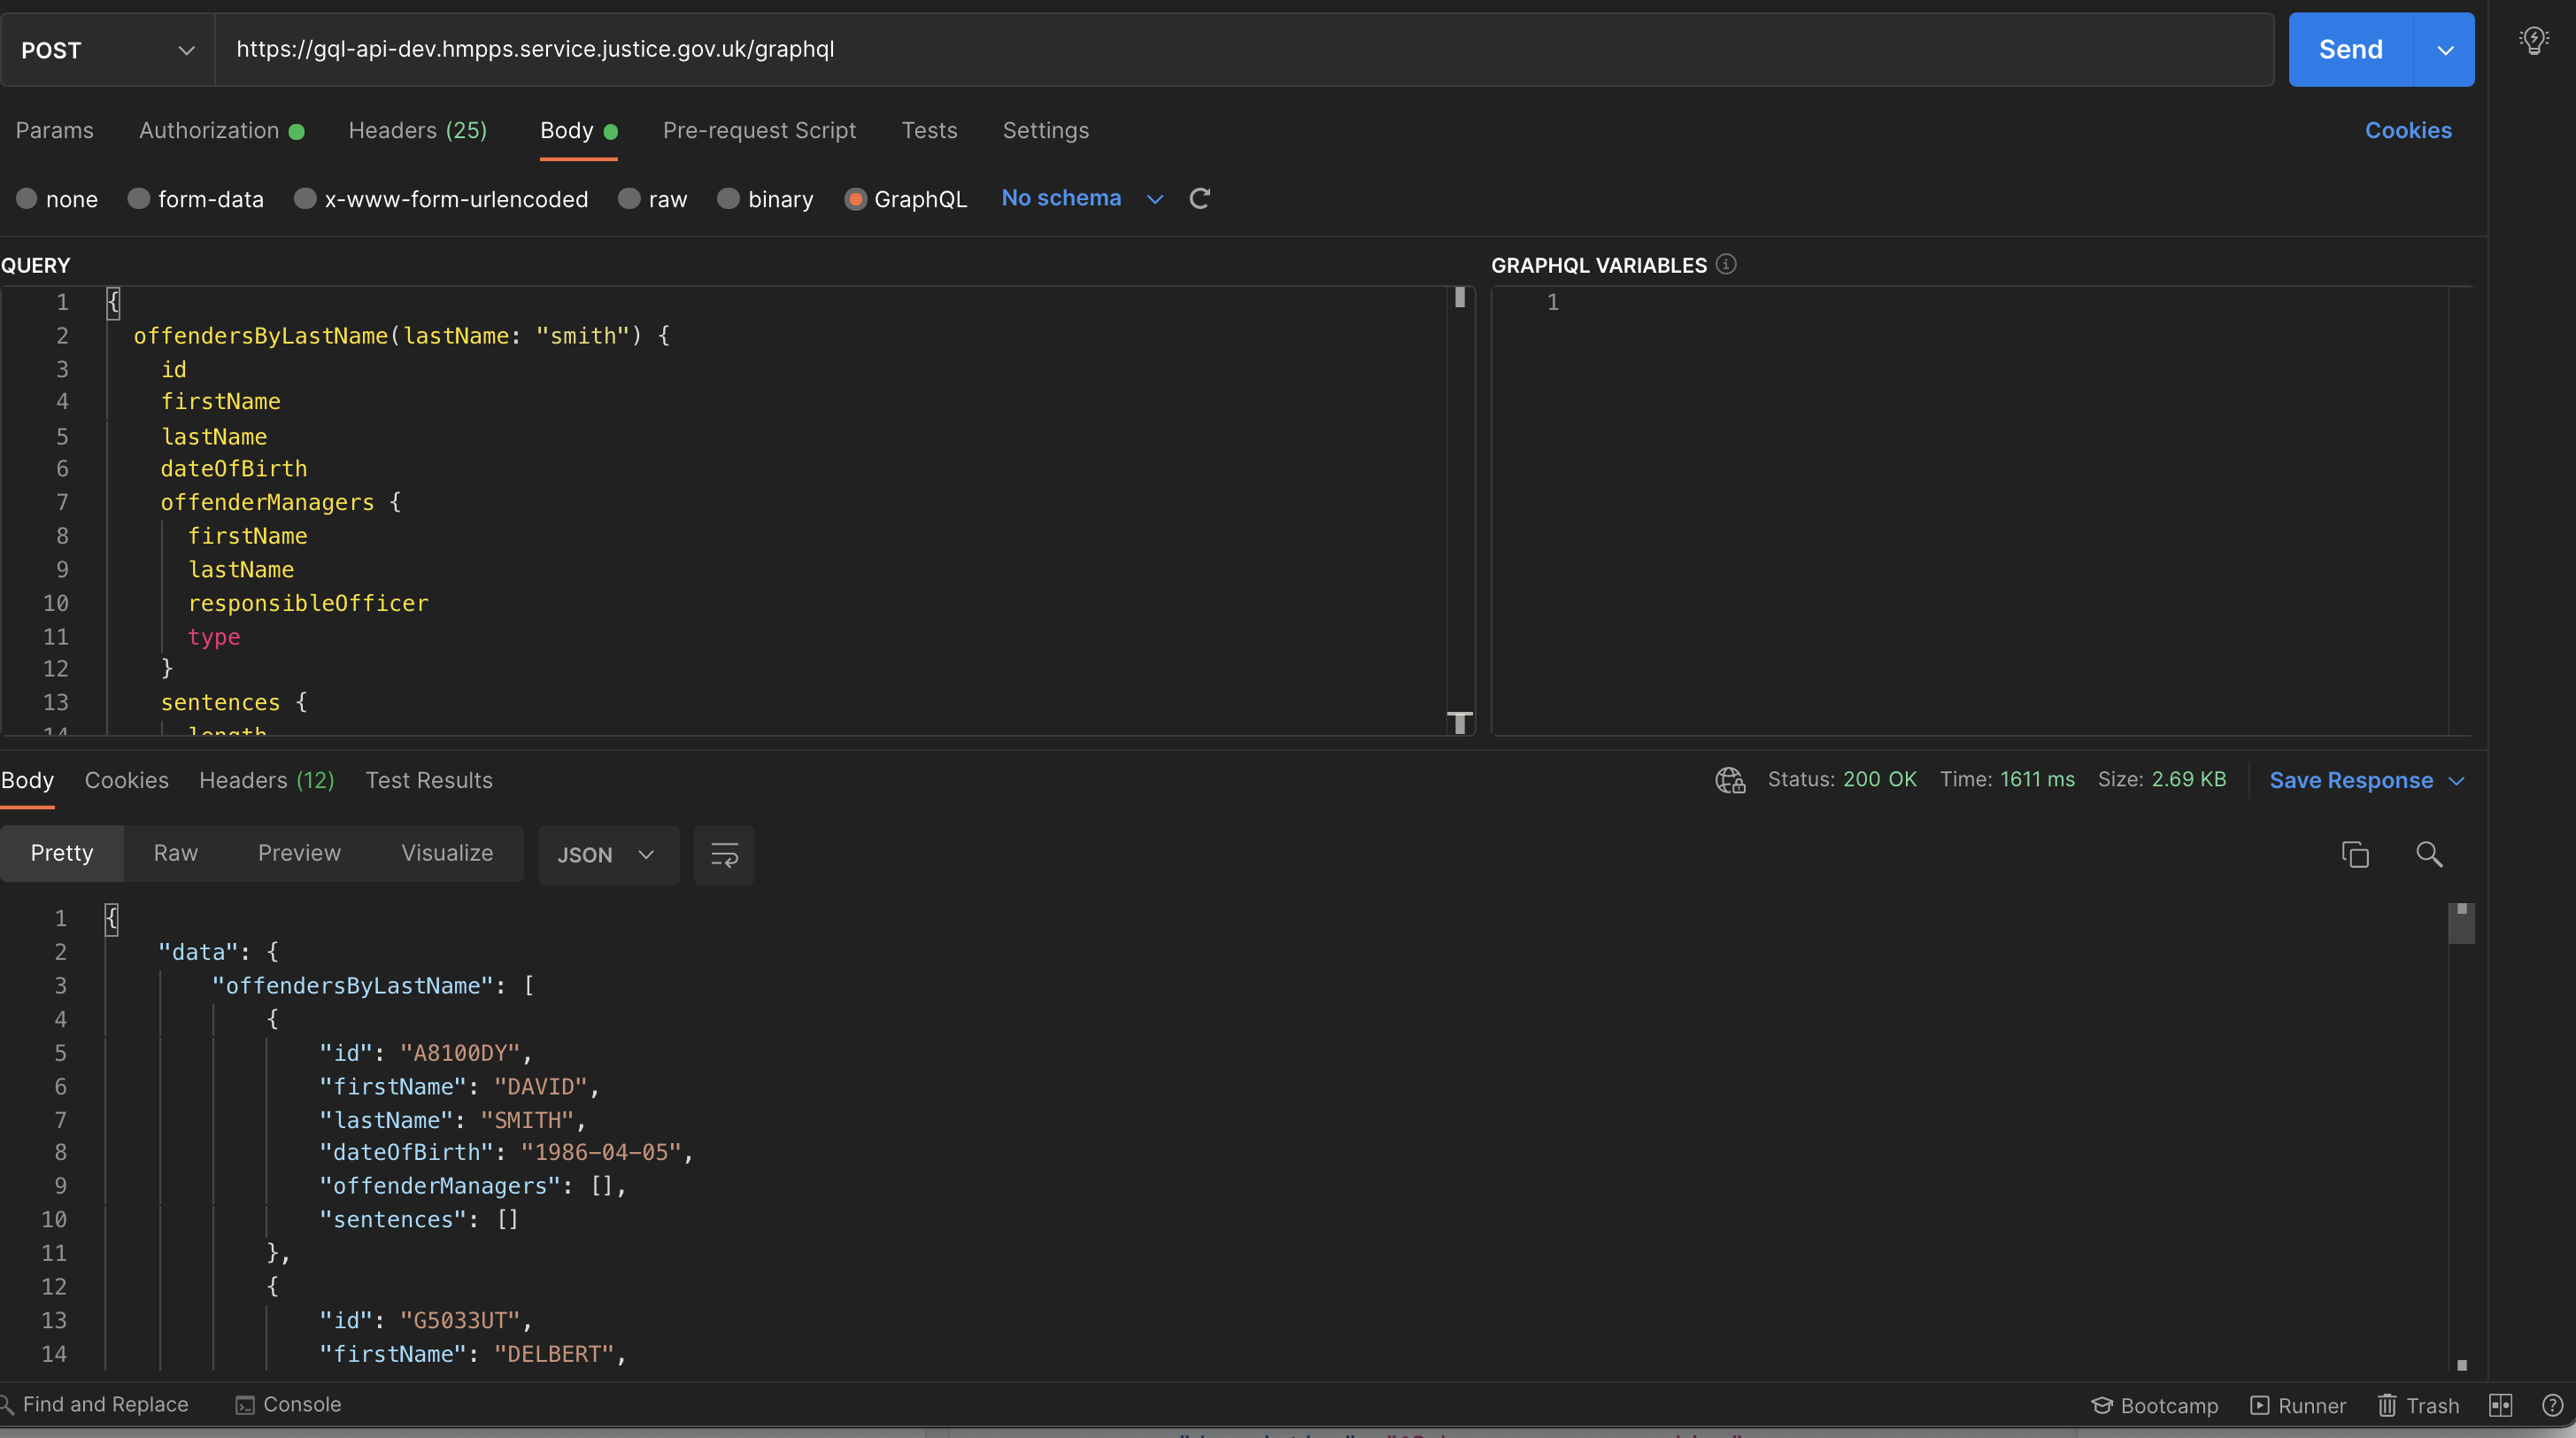 POST https://gql-api-dev.hmpps.service.justice.gov.uk/graphql Send
Params Authorization Headers (25) Body Pre-request Script Tests Settings Cookies
none form-data x-www-form-urlencoded raw binary GraphQL No schema
QUERY
1 {
2 offendersByLastName(lastName: "smith") {
3 id
4 firstName
5 lastName
6 dateOfBirth
7 offenderManagers {
8 firstName
9 lastName
10 responsibleOfficer
11 type
12 }
13 sentences {
14 length
GRAPHQL VARIABLES
1
Body Cookies Headers (12) Test Results Status: 200 OK Time: 1611 ms Size: 2.69 KB Save Response
Pretty Raw Preview Visualize JSON
1 {
2 "data": {
3 "offendersByLastName": [
4 {
5 "id": "A8100DY",
6 "firstName": "DAVID",
7 "lastName": "SMITH",
8 "dateOfBirth": "1986-04-05",
9 "offenderManagers": [],
10 "sentences": []
11 },
12 {
13 "id": "G5033UT",
14 "firstName": "DELBERT",
Find and Replace Console Bootcamp Runner Trash